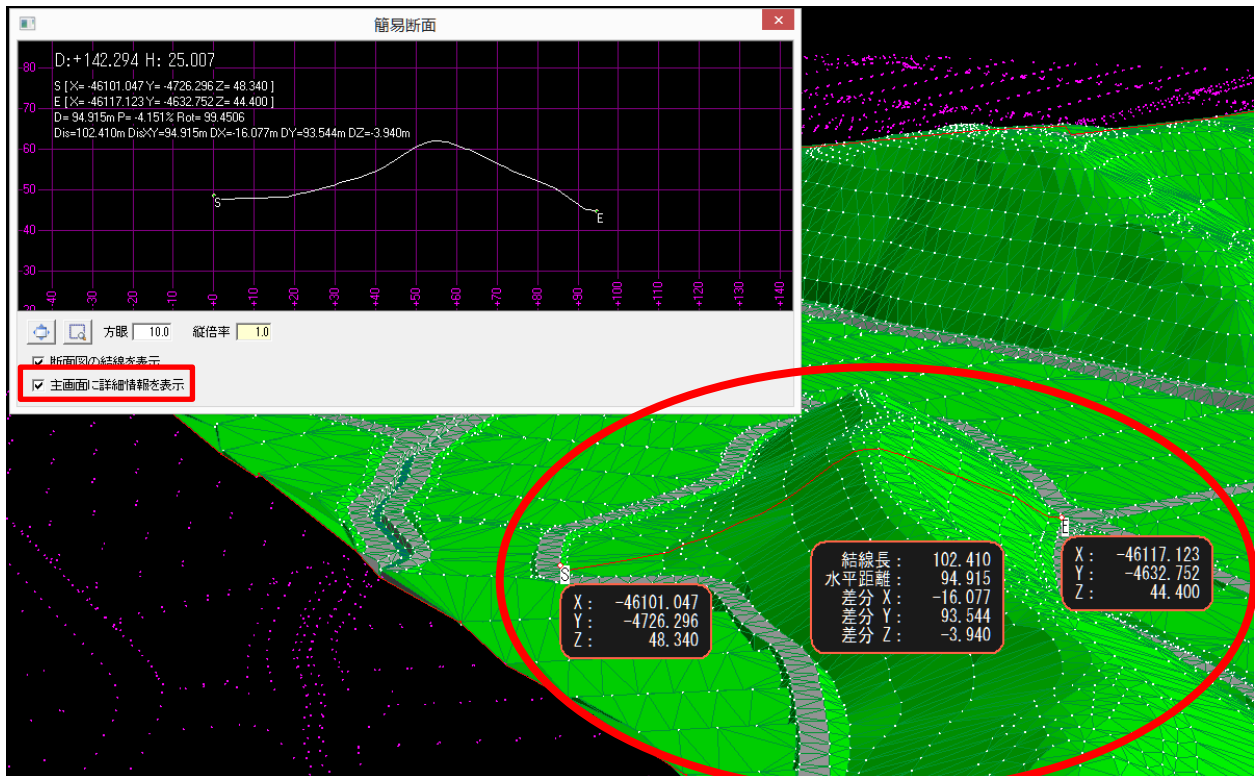 簡易断面
D:+142.294 H: 25.007
S [ X= -46101.047 Y= -4726.296 Z= 48.340 ]
E [ X= -46117.123 Y= -4632.752 Z= 44.400 ]
D= 94.915m P= -4.151% Rot= 99.4506
Dis=102.410m DisXY=94.915m DX=-16.077m DY=93.544m DZ=-3.940m
80
70
60
50
40
30
20
S
E
-40
-30
-20
-10
+0
+10
+20
+30
+40
+50
+60
+70
+80
+90
+100
+110
+120
+130
+140
方眼 10.0 縦倍率 1.0
断面図の結線を表示
主画面に詳細情報を表示
S
X: -46101.047
Y: -4726.296
Z: 48.340
結線長: 102.410
水平距離: 94.915
差分 X: -16.077
差分 Y: 93.544
差分 Z: -3.940
E
X: -46117.123
Y: -4632.752
Z: 44.400